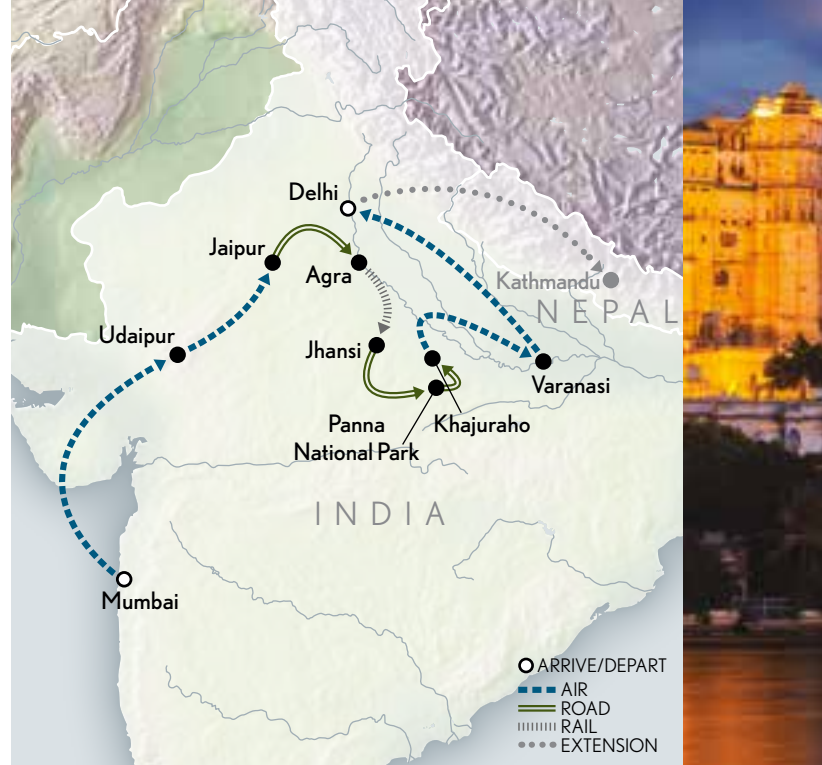 Delhi
Jaipur
Agra
Kathmandu
NEPAL
Udaipur
Jhansi
Varanasi
Panna
National Park
Khajuraho
INDIA
Mumbai
ARRIVE/DEPART
AIR
ROAD
RAIL
EXTENSION